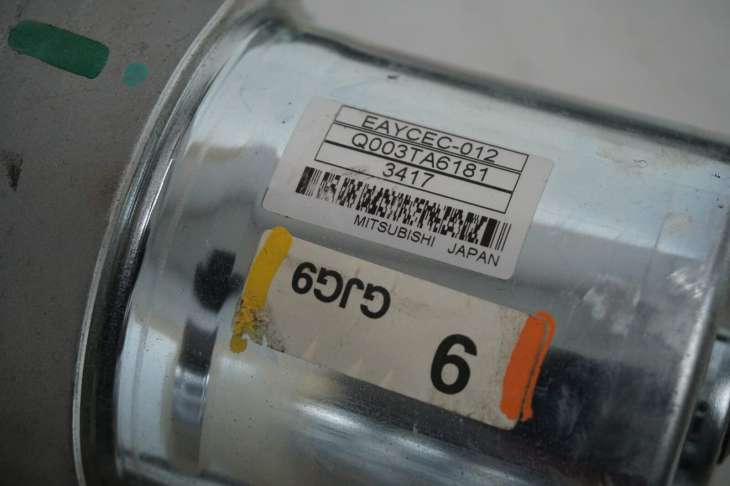 EAYCEC-012
Q003TA6181
3417
MITSUBISHI JAPAN
GJG9
6